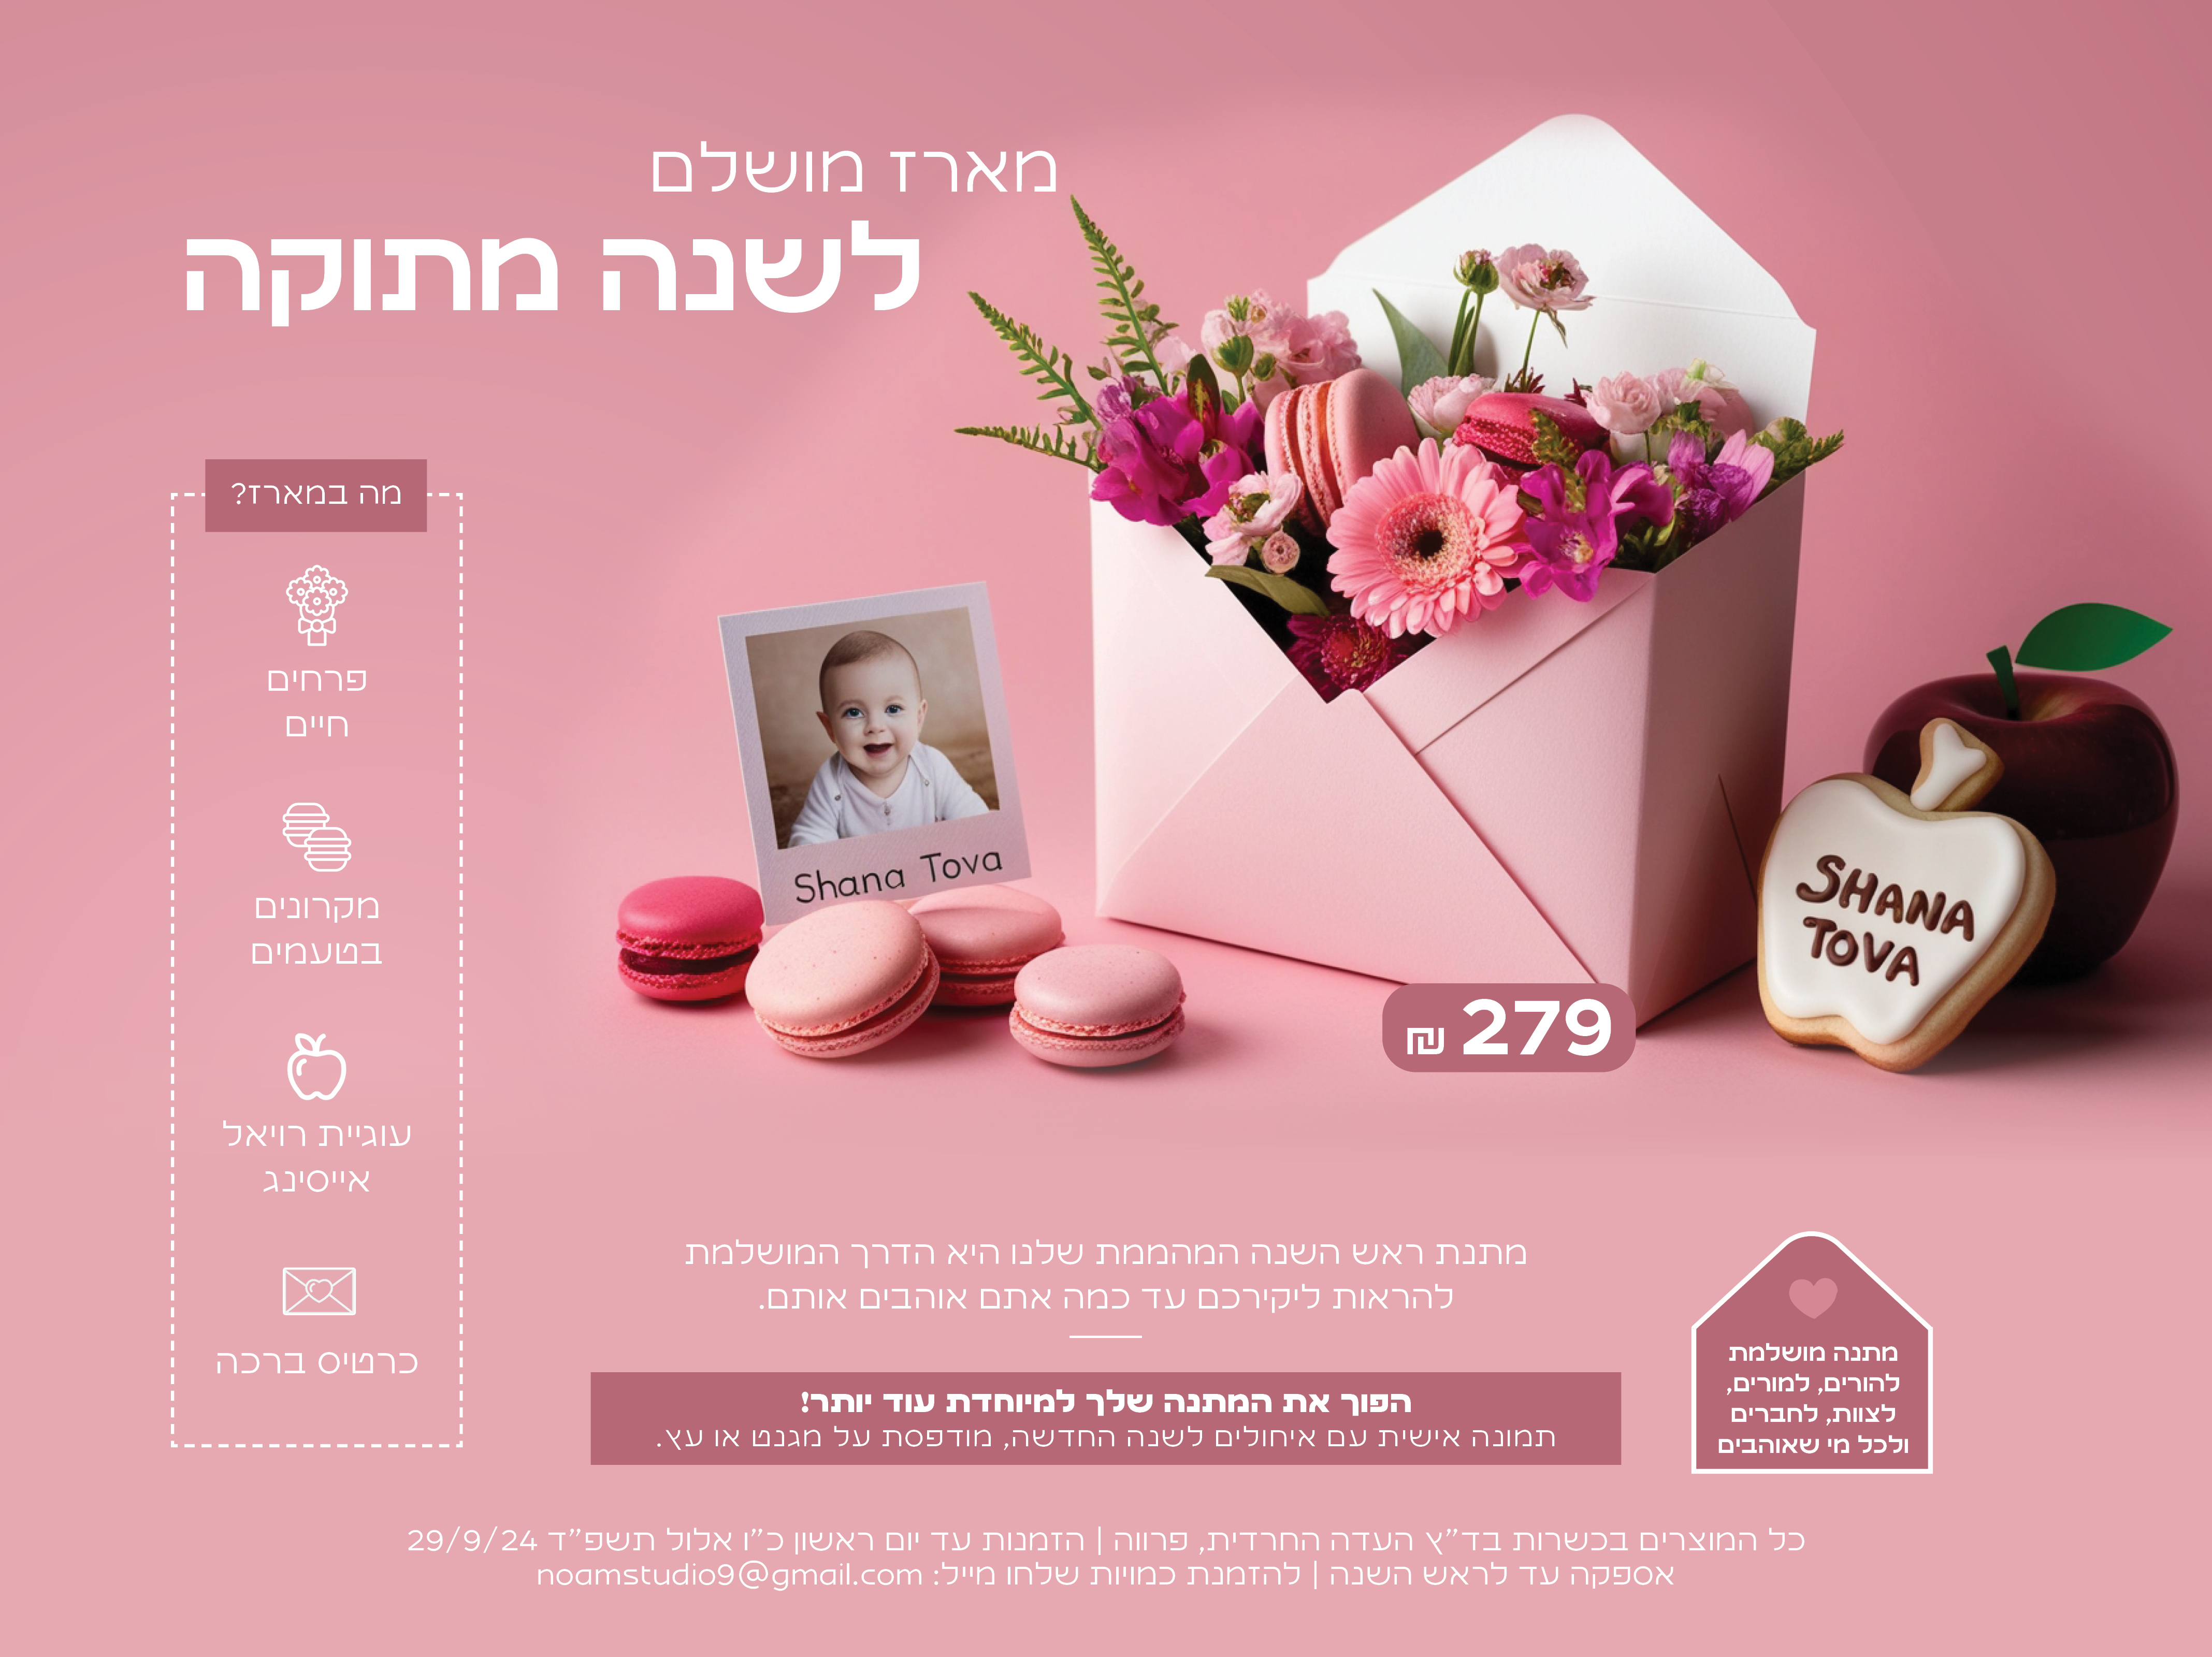 מארז מושלם
לשנה מתוקה
מה במארז?
פרחים
חיים
מקרונים
בטעמים
עוגיית רויאל
אייסינג
כרטיס ברכה
Shana Tova
SHANA
TOVA
279 ₪
מתנת ראש השנה המהממת שלנו היא הדרך המושלמת
להראות ליקירכם עד כמה אתם אוהבים אותם.
הפוך את המתנה שלך למיוחדת עוד יותר!
תמונה אישית עם איחולים לשנה החדשה, מודפסת על מגנט או עץ.
מתנה מושלמת
להורים, למורים,
לצוות, לחברים
ולכל מי שאוהבים
כל המוצרים בכשרות בד"ץ העדה החרדית, פרווה | הזמנות עד יום ראשון כ"ו אלול תשפ"ד 29/9/24
אספקה עד לראש השנה | להזמנת כמויות שלחו מייל: noamstudio9@gmail.com